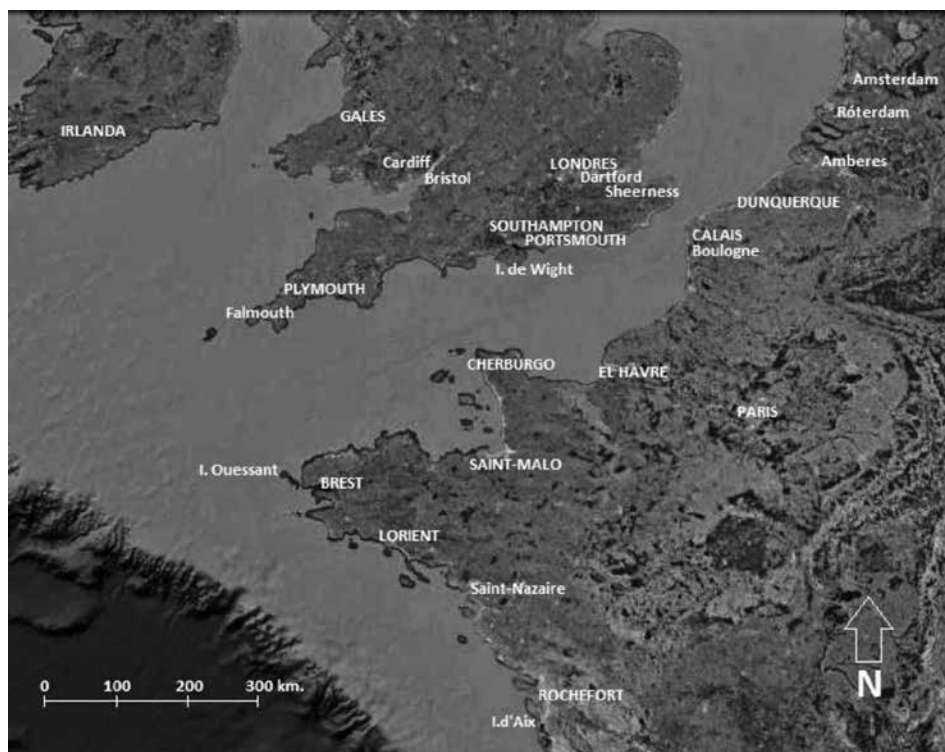 Amsterdam
Róterdam
IRLANDA
GALES
Cardiff
Bristol
LONDRES
Dartford
Sheerness
Amberes
DUNQUERQUE
SOUTHAMPTON
PORTSMOUTH
CALAIS
Boulogne
I. de Wight
PLYMOUTH
Falmouth
CHERBURGO
EL HAVRE
PARIS
SAINT-MALO
I. Ouessant
BREST
LORIENT
Saint-Nazaire
N
0 100 200 300 km.
ROCHEFORT
I.d'Aix